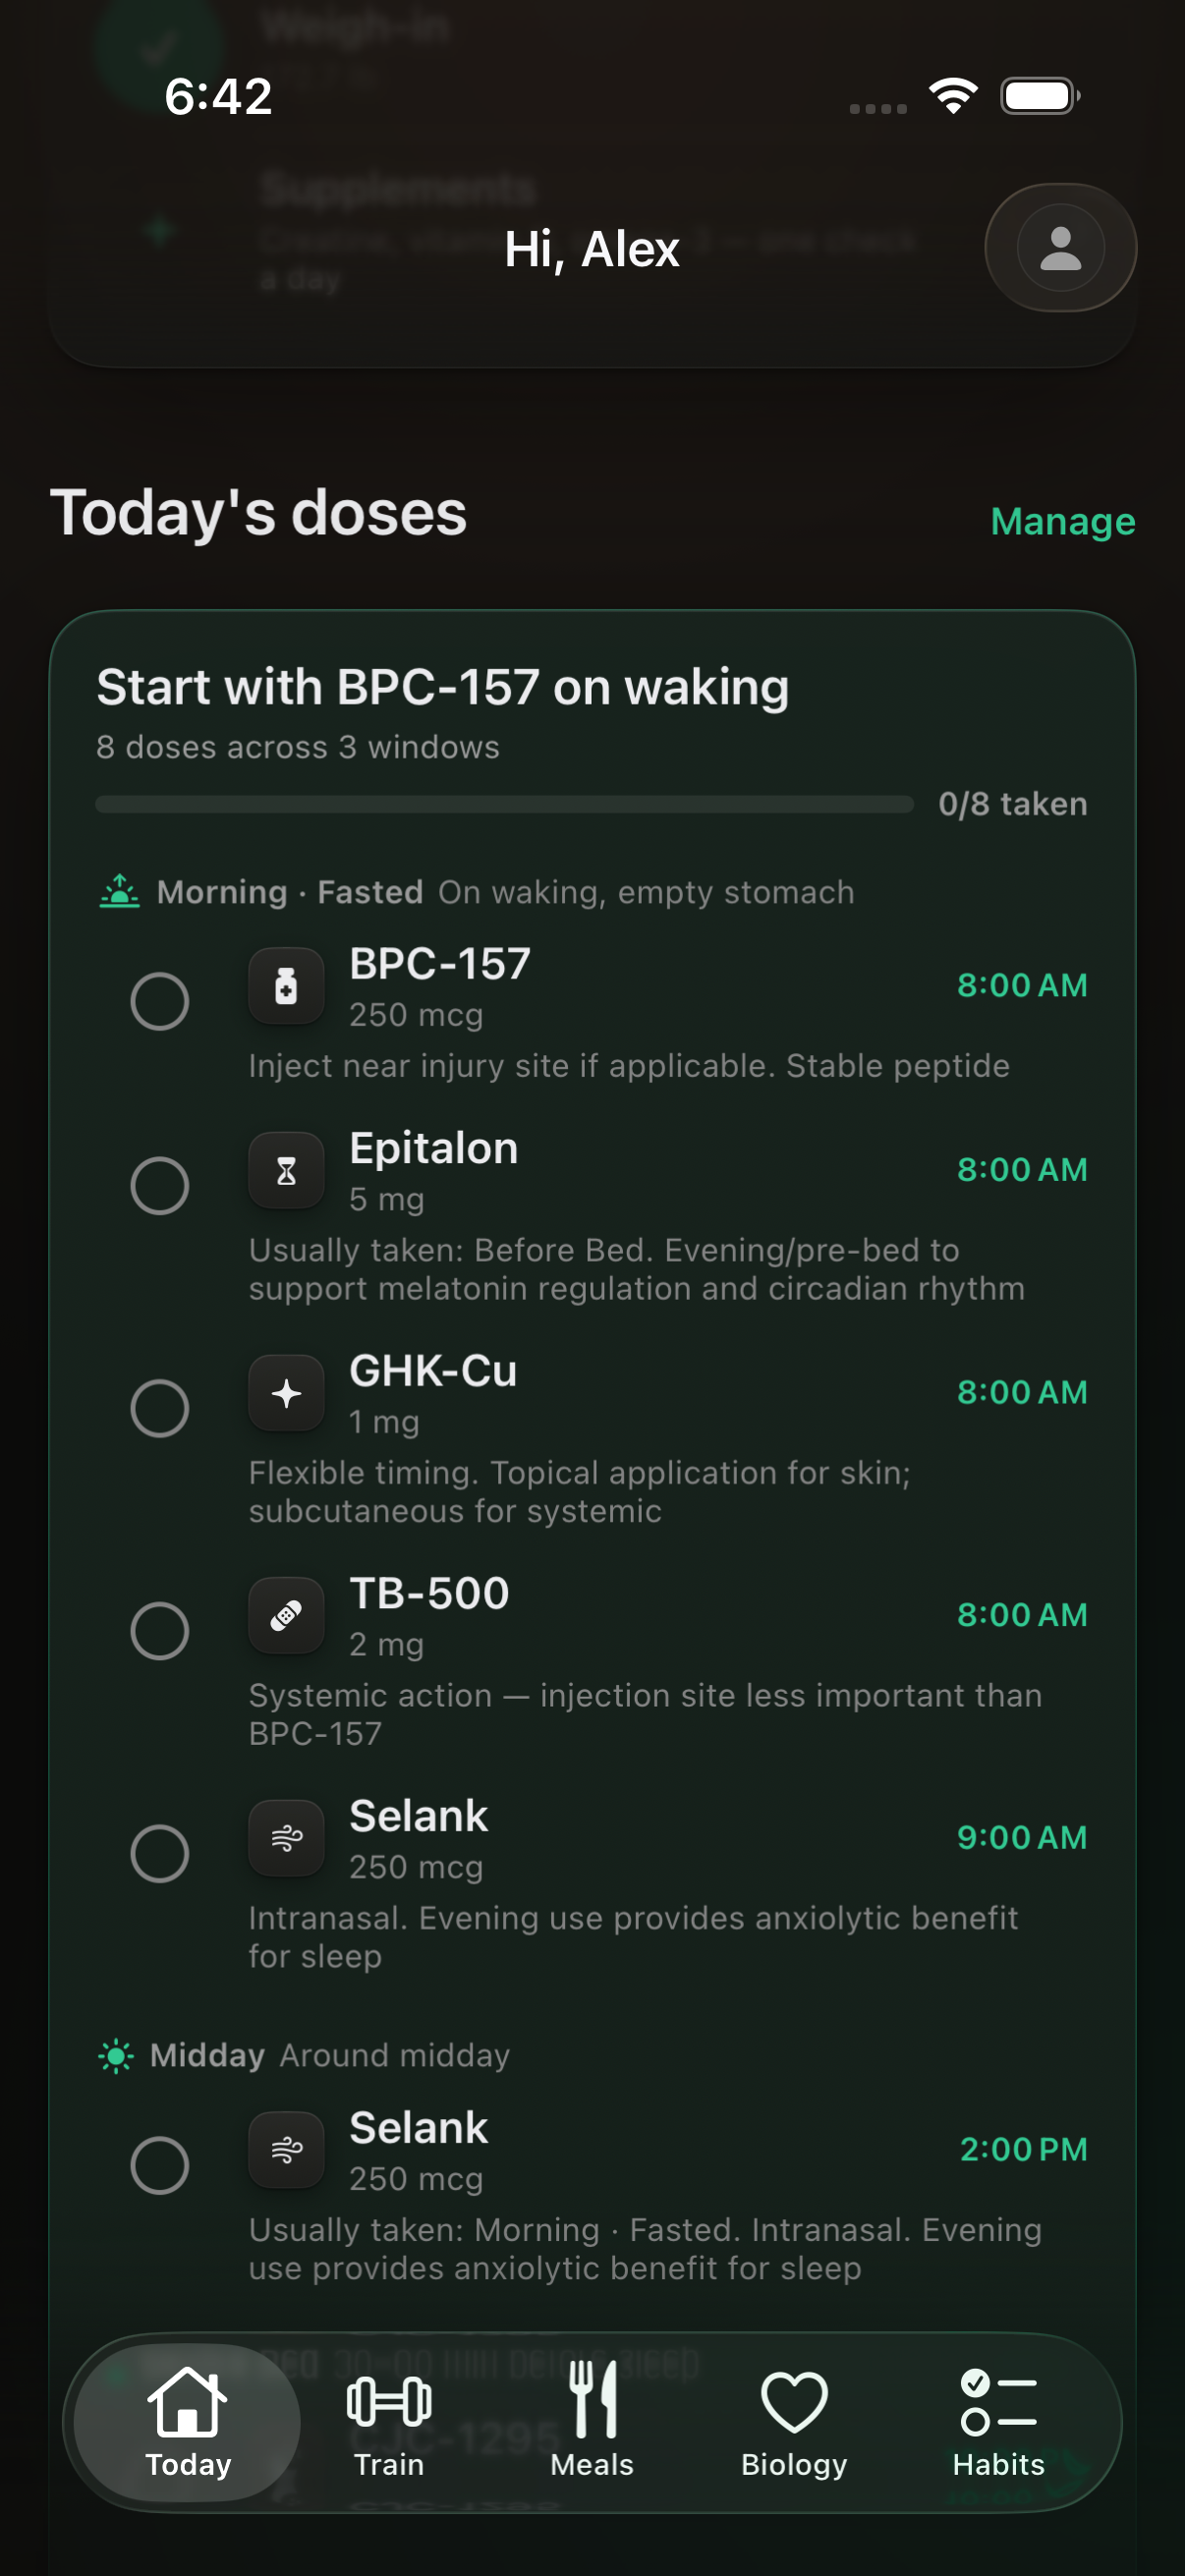 Weigh-in
6:42
Supplements
Hi, Alex
a day
Today's doses
Manage
Start with BPC-157 on waking
8 doses across 3 windows
0/8 taken
Morning · Fasted On waking, empty stomach
BPC-157
8:00 AM
250 mcg
Inject near injury site if applicable. Stable peptide
Epitalon
8:00 AM
5 mg
Usually taken: Before Bed. Evening/pre-bed to
support melatonin regulation and circadian rhythm
GHK-Cu
8:00 AM
1 mg
Flexible timing. Topical application for skin;
subcutaneous for systemic
TB-500
8:00 AM
2 mg
Systemic action — injection site less important than
BPC-157
Selank
9:00 AM
250 mcg
Intranasal. Evening use provides anxiolytic benefit
for sleep
Midday Around midday
Selank
2:00 PM
250 mcg
Usually taken: Morning · Fasted. Intranasal. Evening
use provides anxiolytic benefit for sleep
CJC-1295
Today
Train
Meals
Biology
Habits